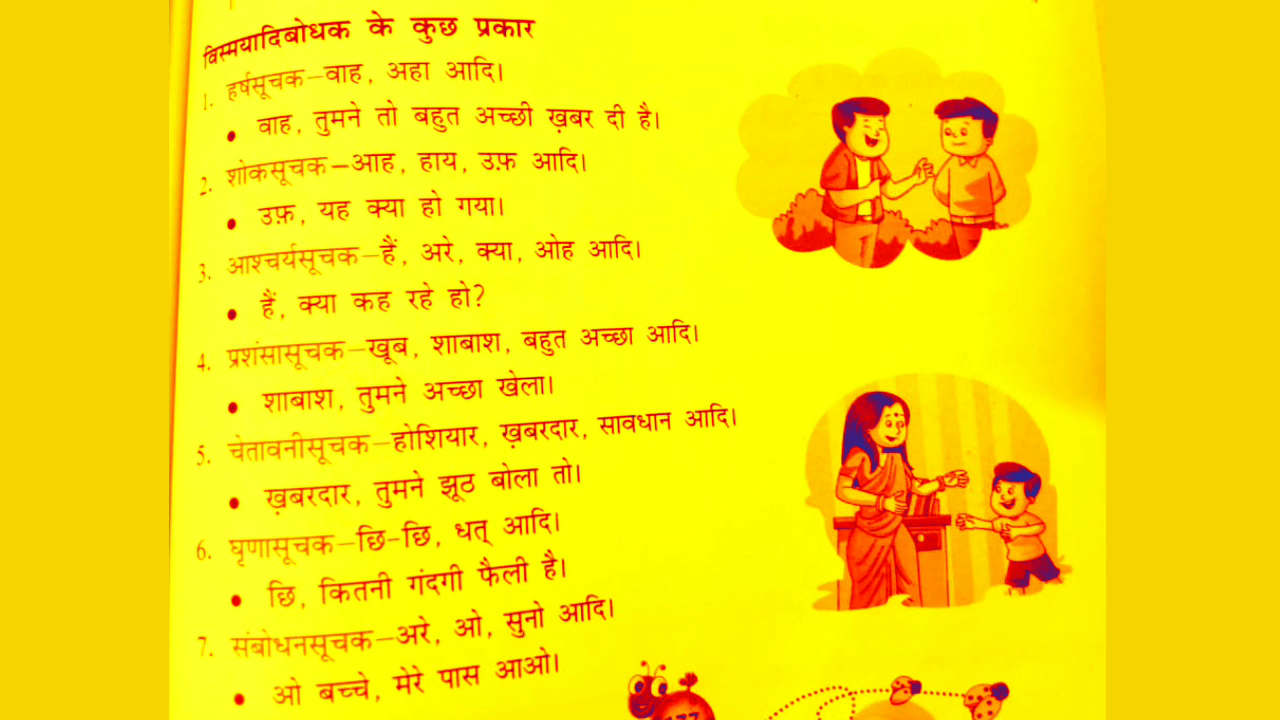 विस्मयादिबोधक के कुछ प्रकार
1. हर्षसूचक–वाह, अहा आदि।
• वाह, तुमने तो बहुत अच्छी ख़बर दी है।
2. शोकसूचक–आह, हाय, उफ़ आदि।
• उफ़, यह क्या हो गया।
3. आश्चर्यसूचक–हैं, अरे, क्या, ओह आदि।
• हैं, क्या कह रहे हो?
4. प्रशंसासूचक–खूब, शाबाश, बहुत अच्छा आदि।
• शाबाश, तुमने अच्छा खेला।
5. चेतावनीसूचक–होशियार, ख़बरदार, सावधान आदि।
• ख़बरदार, तुमने झूठ बोला तो।
6. घृणासूचक–छि-छि, धत् आदि।
• छि, कितनी गंदगी फैली है।
7. संबोधनसूचक–अरे, ओ, सुनो आदि।
• ओ बच्चे, मेरे पास आओ।